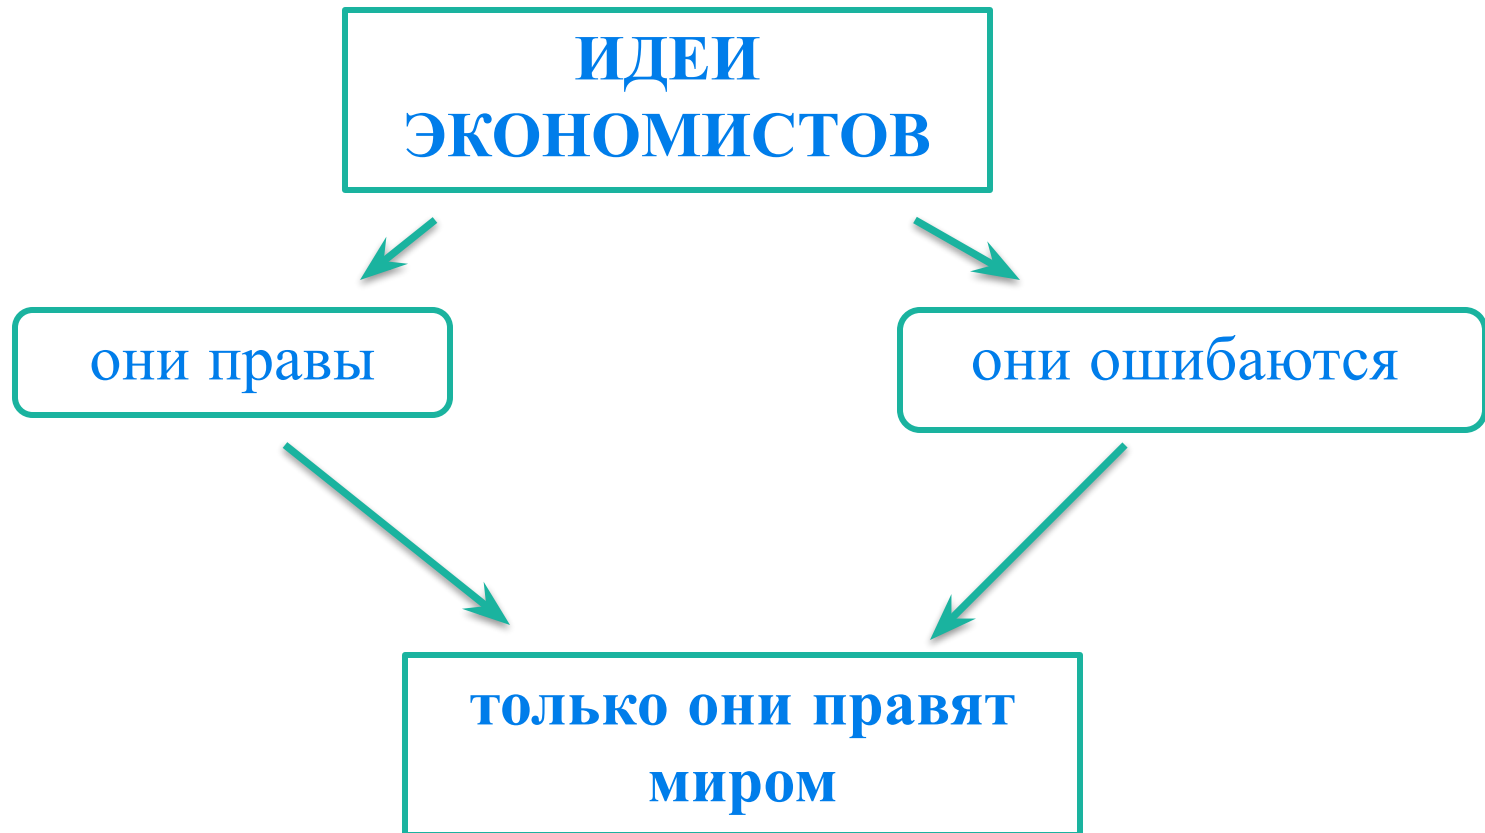 ИДЕИ
ЭКОНОМИСТОВ
они правы
они ошибаются
только они правят
миром